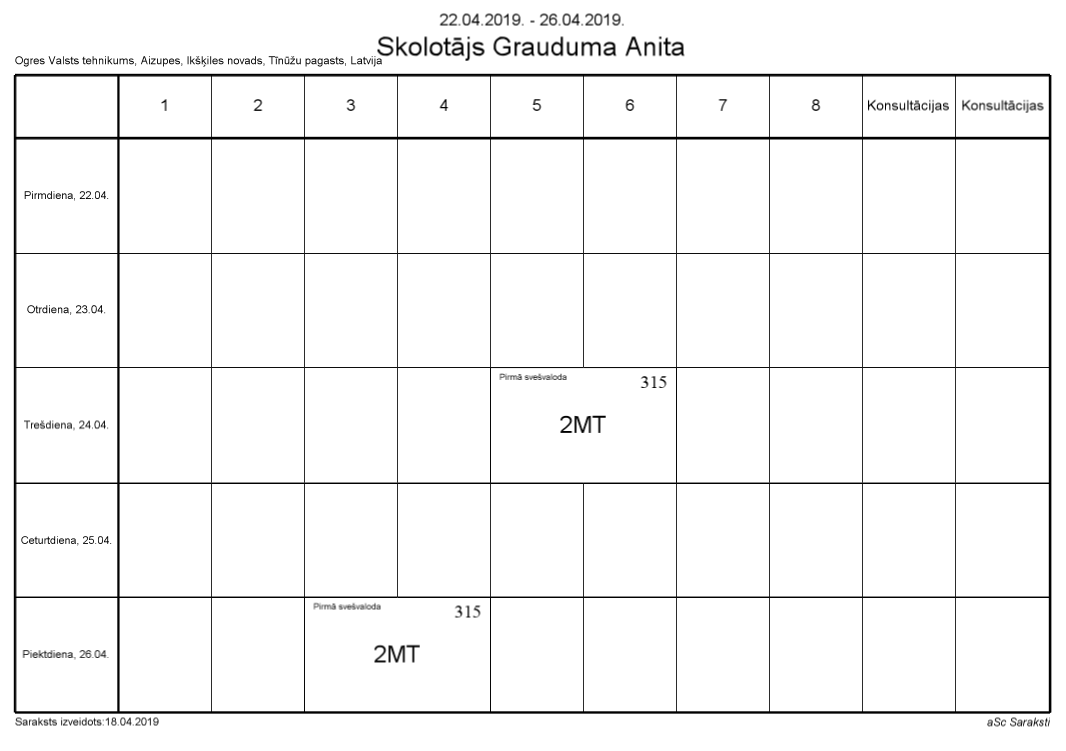 22.04.2019. - 26.04.2019.
Skolotājs Grauduma Anita
Ogres Valsts tehnikums, Aizupes, Ikšķiles novads, Tīnūžu pagasts, Latvija
1 2 3 4 5 6 7 8 Konsultācijas Konsultācijas
Pirmdiena, 22.04.
Otrdiena, 23.04.
Pirmā svešvaloda 315
Trešdiena, 24.04. 2MT
Ceturtdiena, 25.04.
Pirmā svešvaloda 315
Piektdiena, 26.04. 2MT
Saraksts izveidots:18.04.2019 aSc Saraksti